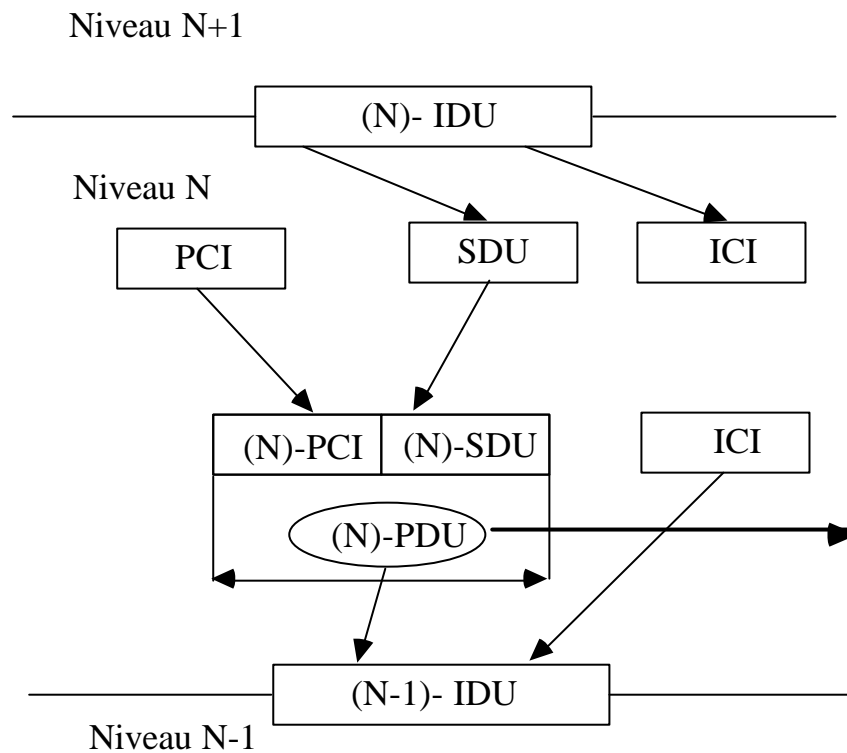 Niveau N+1
(N)- IDU
Niveau N
PCI
SDU
ICI
(N)-PCI
(N)-SDU
ICI
(N)-PDU
(N-1)- IDU
Niveau N-1